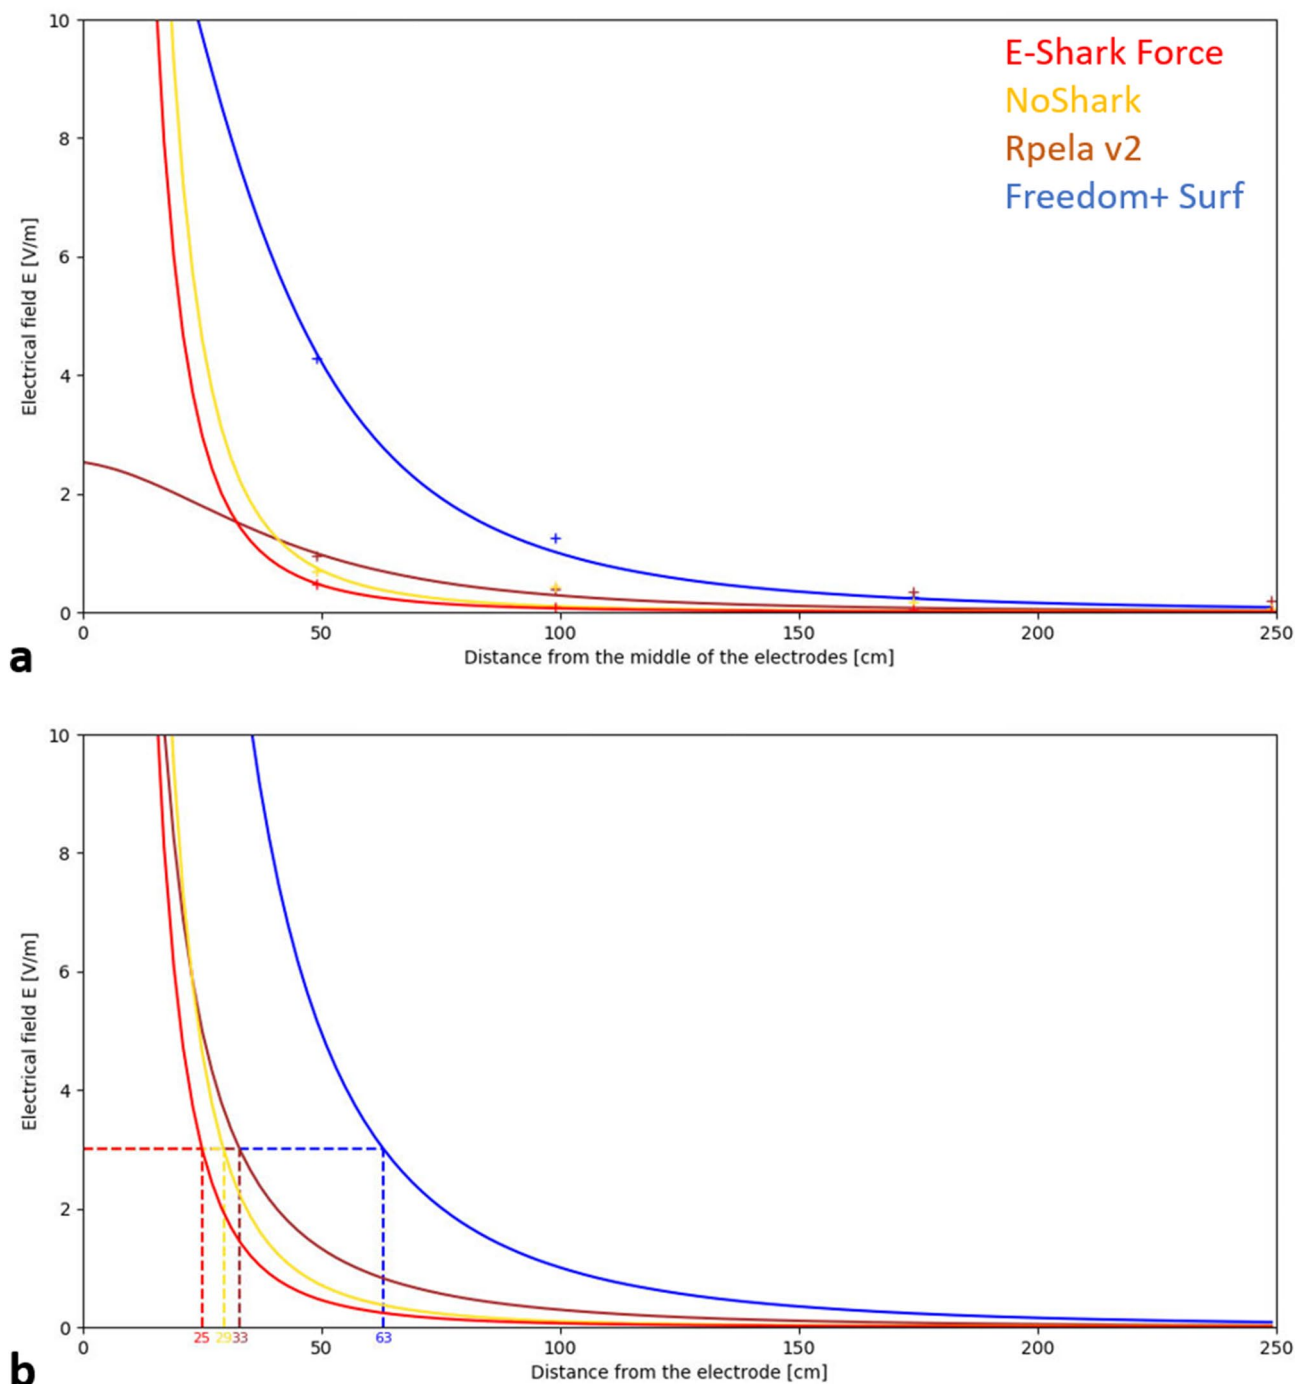 E-Shark Force
NoShark
Rpela v2
Freedom+ Surf
10
8
6
4
2
0
Electrical field E [V/m]
0 50 100 150 200 250
Distance from the middle of the electrodes [cm]
a
10
8
6
4
2
0
Electrical field E [V/m]
25 29 33 63
0 50 100 150 200 250
Distance from the electrode [cm]
b